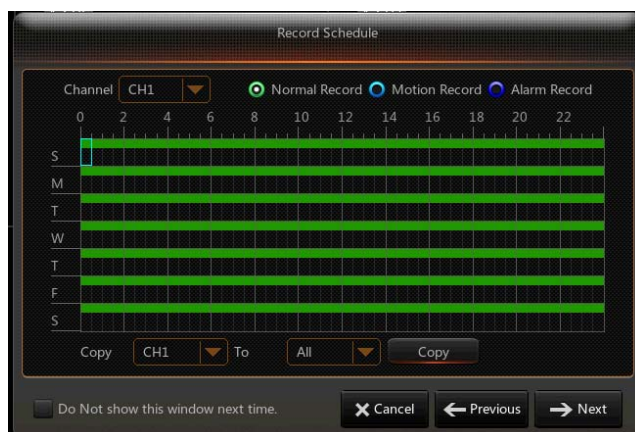 Record Schedule
Channel CH1 Normal Record Motion Record Alarm Record
0 2 4 6 8 10 12 14 16 18 20 22
S
M
T
W
T
F
S
Copy CH1 To All Copy
Do Not show this window next time. Cancel Previous Next